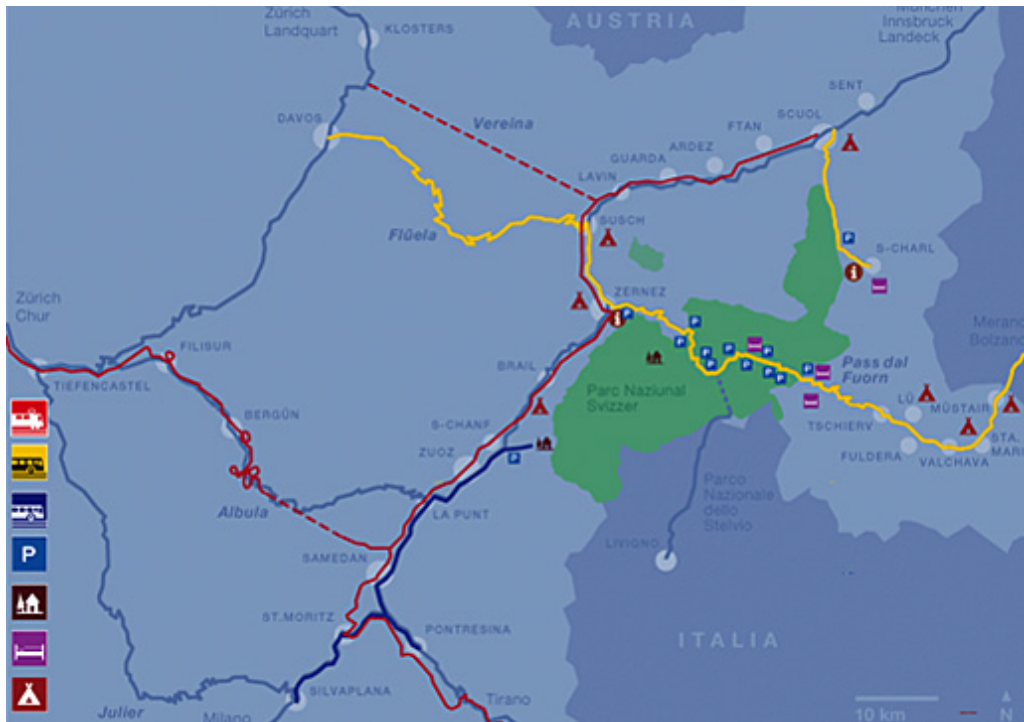 AUSTRIA
München
Innsbruck
Landeck
Zürich
Landquart
KLOSTERS
SENT
SCUOL
DAVOS
Vereina
FTAN
ARDEZ
GUARDA
LAVIN
SUSCH
Flüela
S-CHARL
i
P
ZERNEZ
i
P
Zürich
Chur
Merano
Bolzano
FILISUR
TIEFENCASTEL
BRAIL
P
P
P
P
P
P
P
P
P
P
Pass dal
Fuorn
Parc Naziunal
Svizzer
LÜ
MÜSTAIR
BERGÜN
TSCHIERV
S-CHANF
STA.
MARIA
FULDERA
VALCHAVA
ZUOZ
P
Parco
Nazionale
dello
Stelvio
Albula
LA PUNT
P
LIVIGNO
SAMEDAN
ST.MORITZ
PONTRESINA
ITALIA
SILVAPLANA
Tirano
Julier
Milano
10 km
N